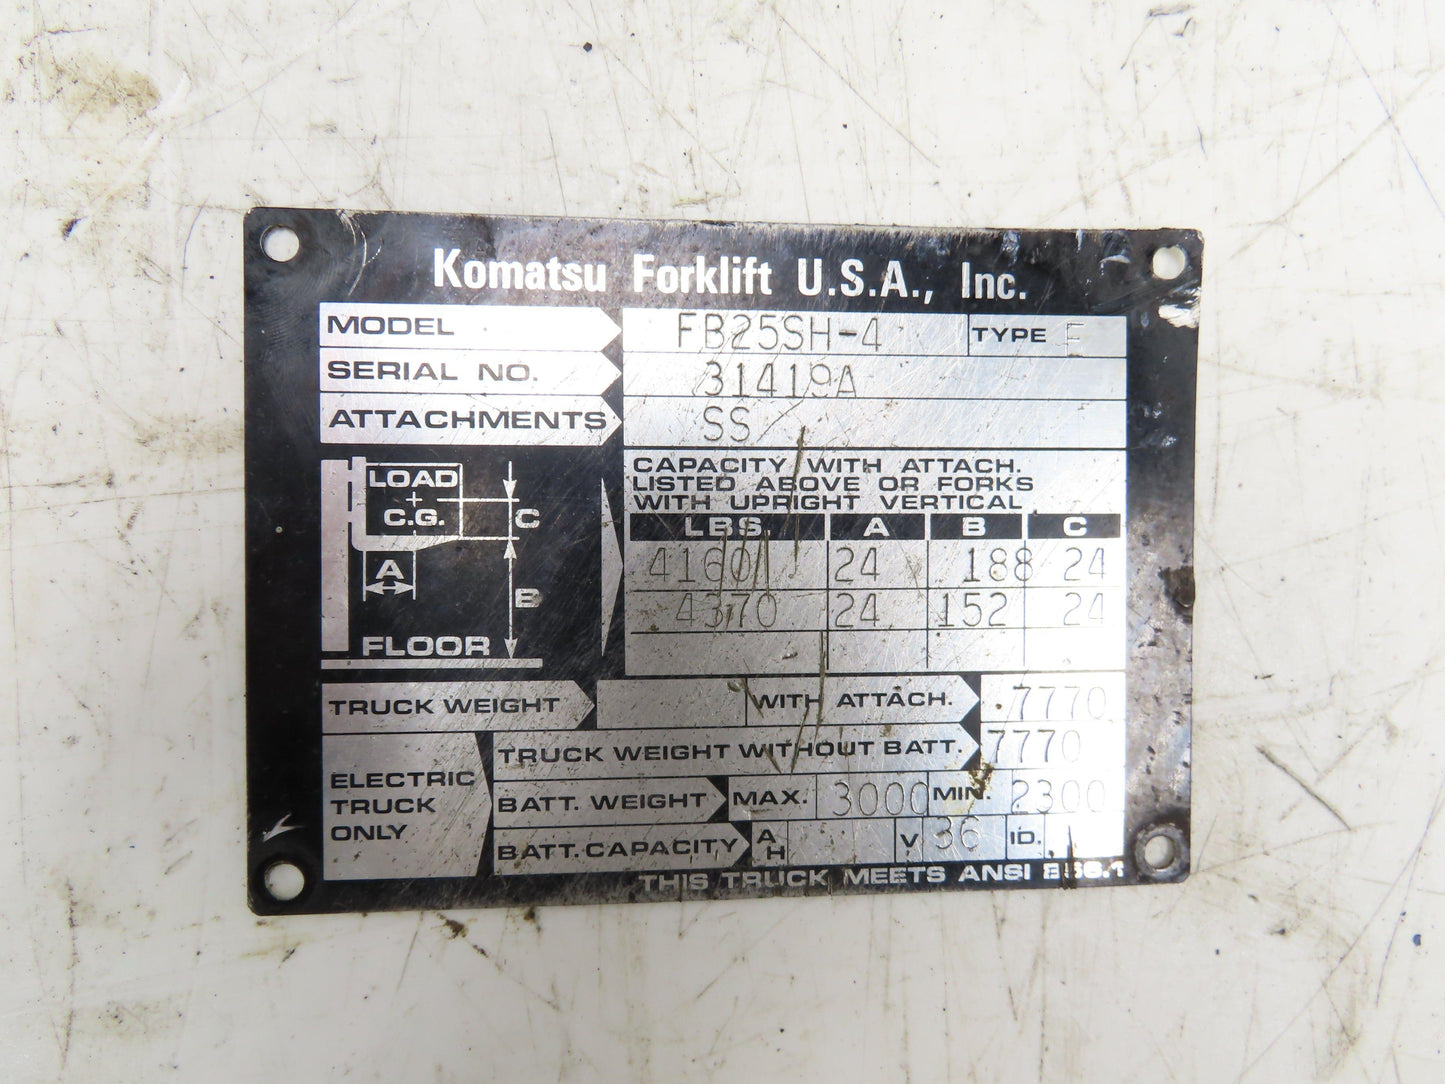 Komatsu Forklift U.S.A., Inc.
MODEL FB25SH-4 TYPE E
SERIAL NO. 31419A
ATTACHMENTS SS
LOAD
+
C.G.
C
A
B
FLOOR
CAPACITY WITH ATTACH.
LISTED ABOVE OR FORKS
WITH UPRIGHT VERTICAL
LBS. A B C
4160 24 188 24
4370 24 152 24
TRUCK WEIGHT WITH ATTACH. 7770
ELECTRIC
TRUCK
ONLY
TRUCK WEIGHT WITHOUT BATT. 7770
BATT. WEIGHT MAX. 3000 MIN. 2300
BATT. CAPACITY AH V. 36 ID.
THIS TRUCK MEETS ANSI B56.1